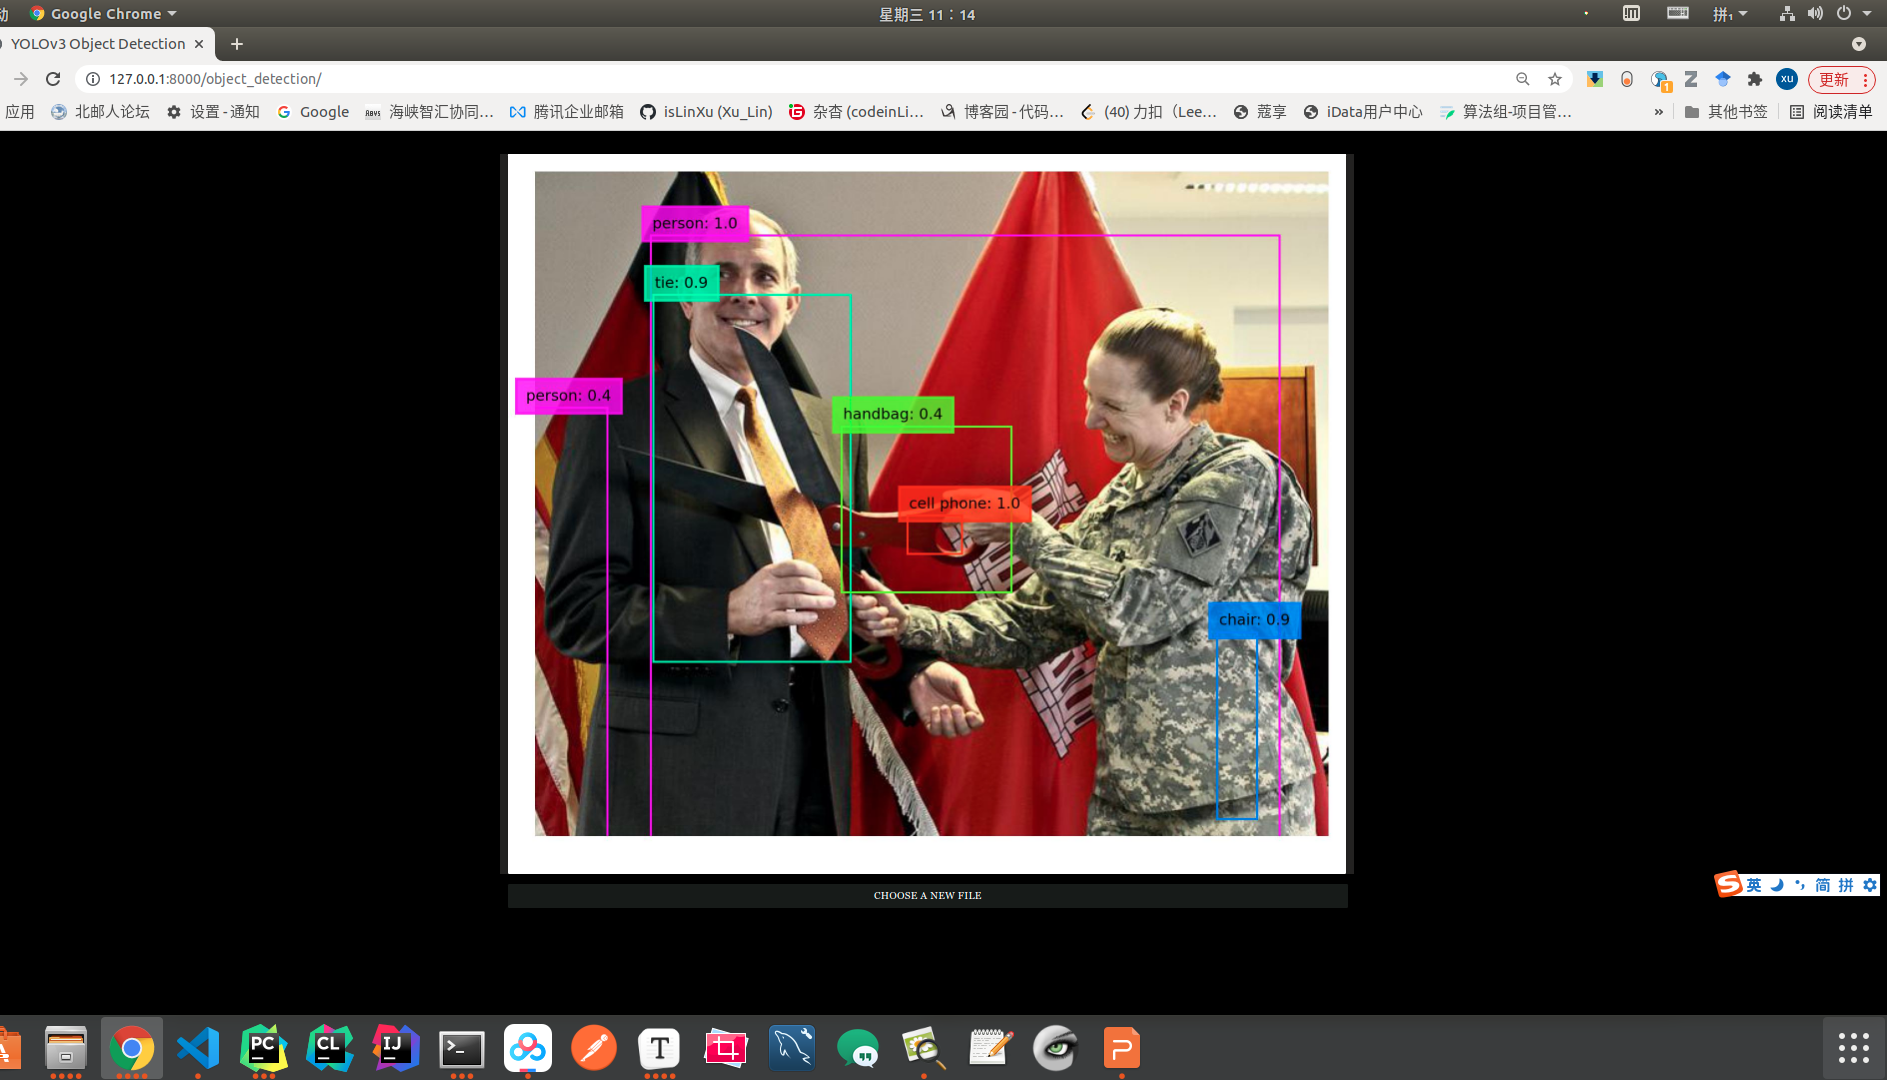 动
Google Chrome
星期三 11:14
拼₁
YOLOv3 Object Detection
127.0.0.1:8000/object_detection/
XU
更新
应用
北邮人论坛
设置 - 通知
Google
海峡智汇协同...
腾讯企业邮箱
isLinXu (Xu_Lin)
杂杳 (codeinLi...
博客园 - 代码...
(40) 力扣（Lee...
蔻享
iData用户中心
算法组-项目管...
»
其他书签
阅读清单
person: 1.0
tie: 0.9
person: 0.4
handbag: 0.4
cell phone: 1.0
chair: 0.9
CHOOSE A NEW FILE
英
简 拼
PC
CL
IJ
T
P